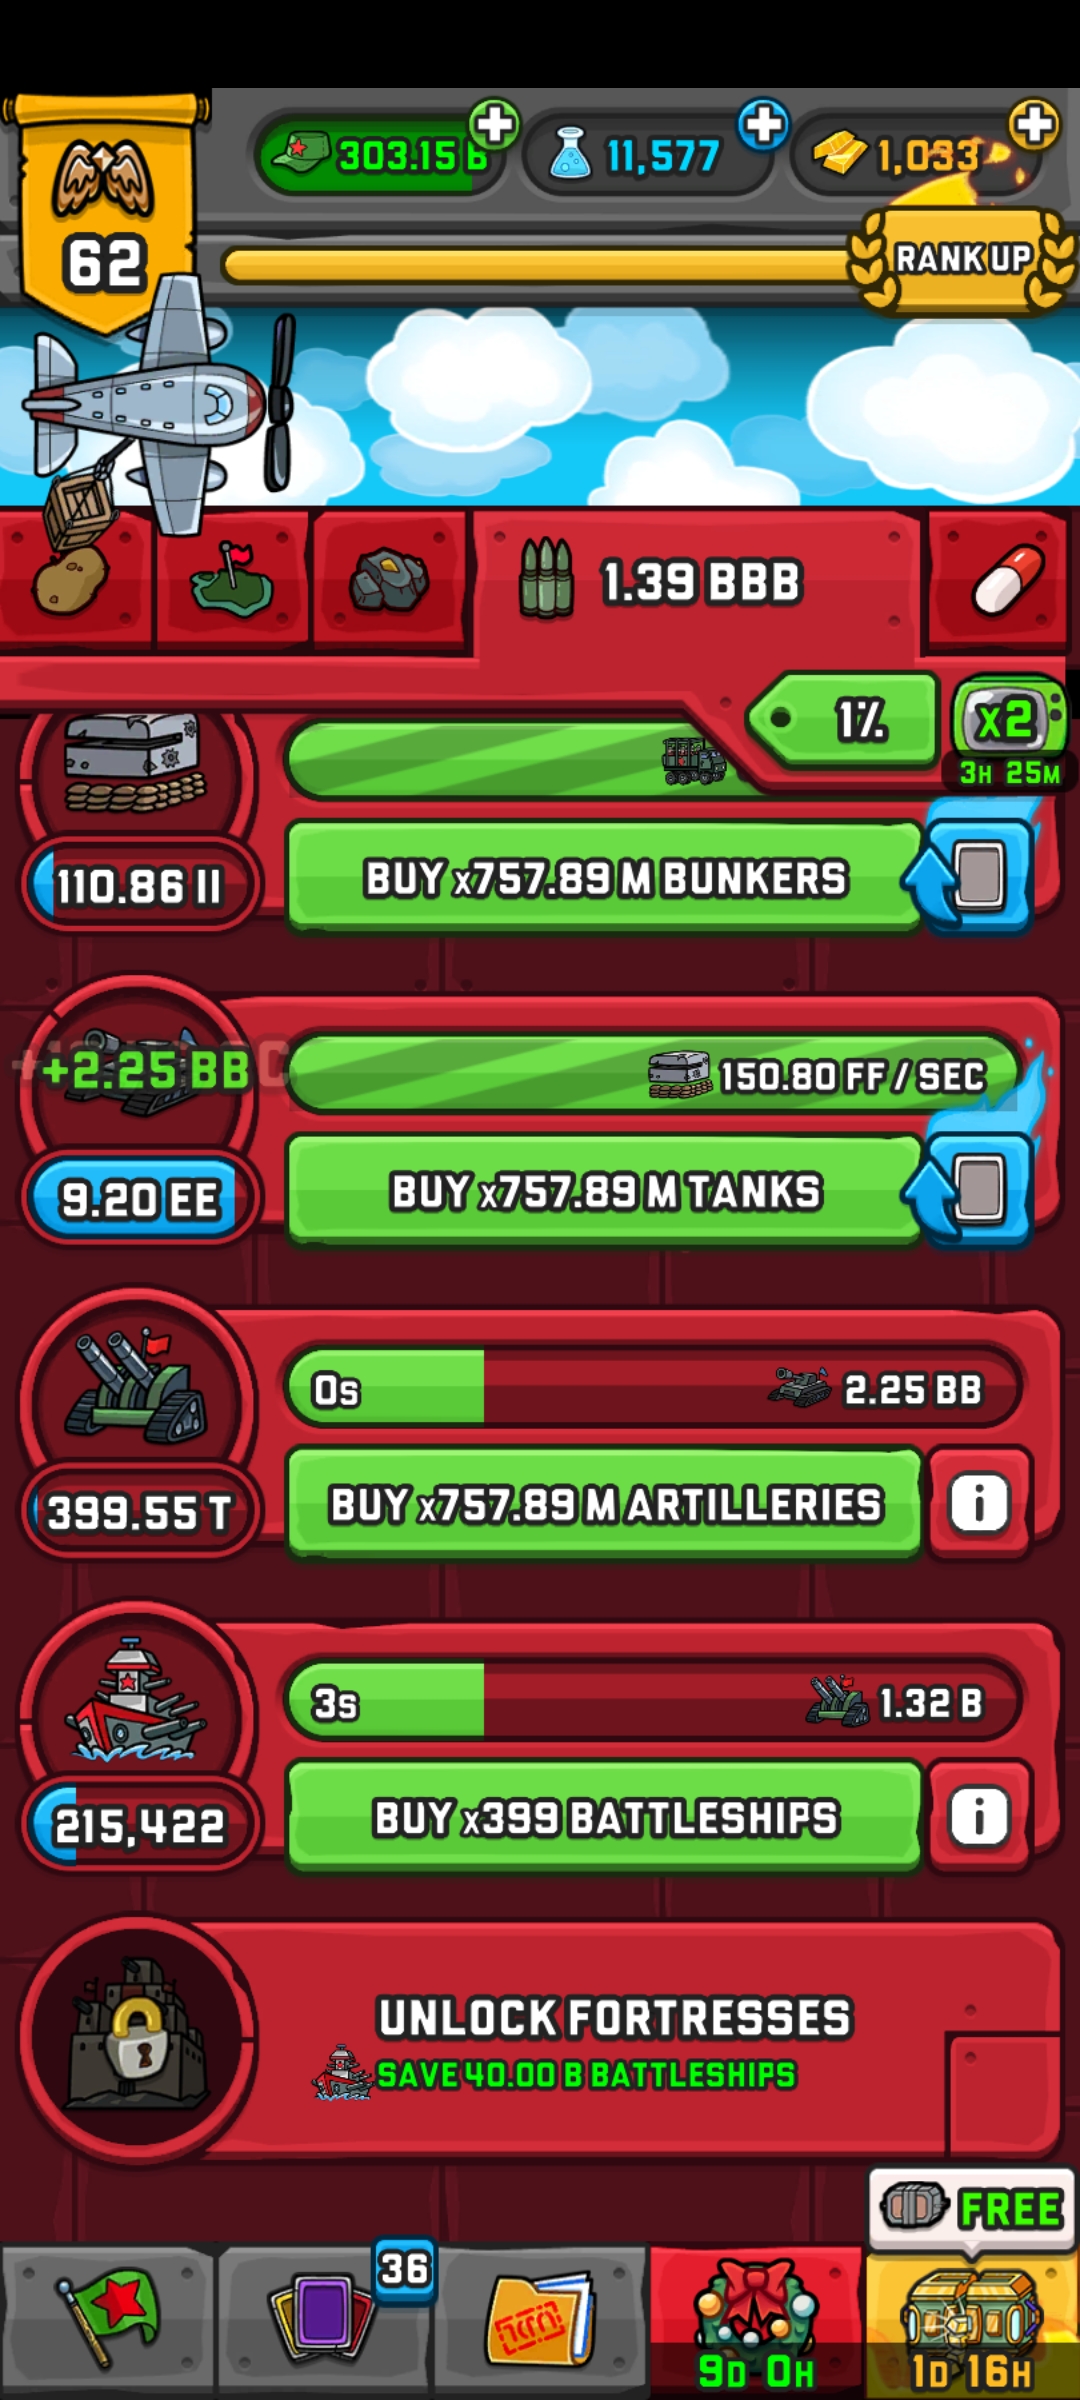 303.15 B
11,577
1,033
62
RANK UP
1.39 BBB
1%
x2
3H 25M
110.86 II
BUY x757.89 M BUNKERS
+2.25 BB
150.80 FF / SEC
9.20 EE
BUY x757.89 M TANKS
0s
2.25 BB
399.55 T
BUY x757.89 M ARTILLERIES
i
3s
1.32 B
215,422
BUY x399 BATTLESHIPS
i
UNLOCK FORTRESSES
SAVE 40.00 B BATTLESHIPS
FREE
36
9D 0H
1D 16H